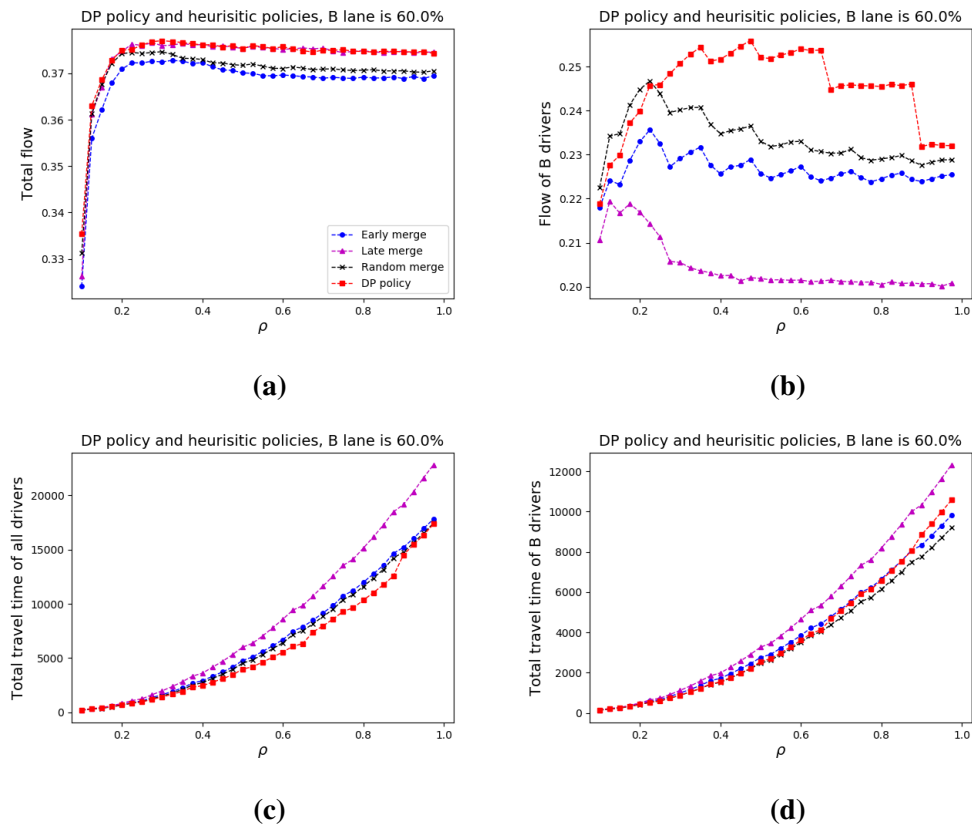 DP policy and heurisitic policies, B lane is 60.0%
Total flow
0.37
0.36
0.35
0.34
0.33
Early merge
Late merge
Random merge
DP policy
0.2 0.4 0.6 0.8 1.0
ρ
(a)
DP policy and heurisitic policies, B lane is 60.0%
Flow of B drivers
0.25
0.24
0.23
0.22
0.21
0.20
0.2 0.4 0.6 0.8 1.0
ρ
(b)
DP policy and heurisitic policies, B lane is 60.0%
Total travel time of all drivers
20000
15000
10000
5000
0
0.2 0.4 0.6 0.8 1.0
ρ
(c)
DP policy and heurisitic policies, B lane is 60.0%
Total travel time of B drivers
12000
10000
8000
6000
4000
2000
0
0.2 0.4 0.6 0.8 1.0
ρ
(d)